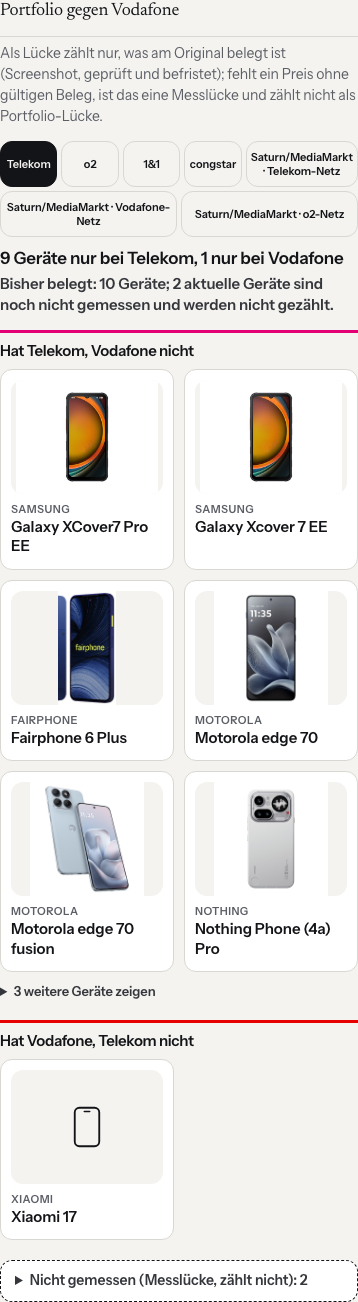 Portfolio gegen Vodafone
Als Lücke zählt nur, was am Original belegt ist
(Screenshot, geprüft und befristet); fehlt ein Preis ohne
gültigen Beleg, ist das eine Messlücke und zählt nicht als
Portfolio-Lücke.
Telekom
o2
1&1
congstar
Saturn/MediaMarkt
· Telekom-Netz
Saturn/MediaMarkt · Vodafone-
Netz
Saturn/MediaMarkt · o2-Netz
9 Geräte nur bei Telekom, 1 nur bei Vodafone
Bisher belegt: 10 Geräte; 2 aktuelle Geräte sind
noch nicht gemessen und werden nicht gezählt.
Hat Telekom, Vodafone nicht
SAMSUNG
Galaxy XCover7 Pro
EE
SAMSUNG
Galaxy Xcover 7 EE
fairphone
FAIRPHONE
Fairphone 6 Plus
11:35
MOTOROLA
Motorola edge 70
MOTOROLA
Motorola edge 70
fusion
NOTHING
Nothing Phone (4a)
Pro
▶ 3 weitere Geräte zeigen
Hat Vodafone, Telekom nicht
XIAOMI
Xiaomi 17
▶ Nicht gemessen (Messlücke, zählt nicht): 2